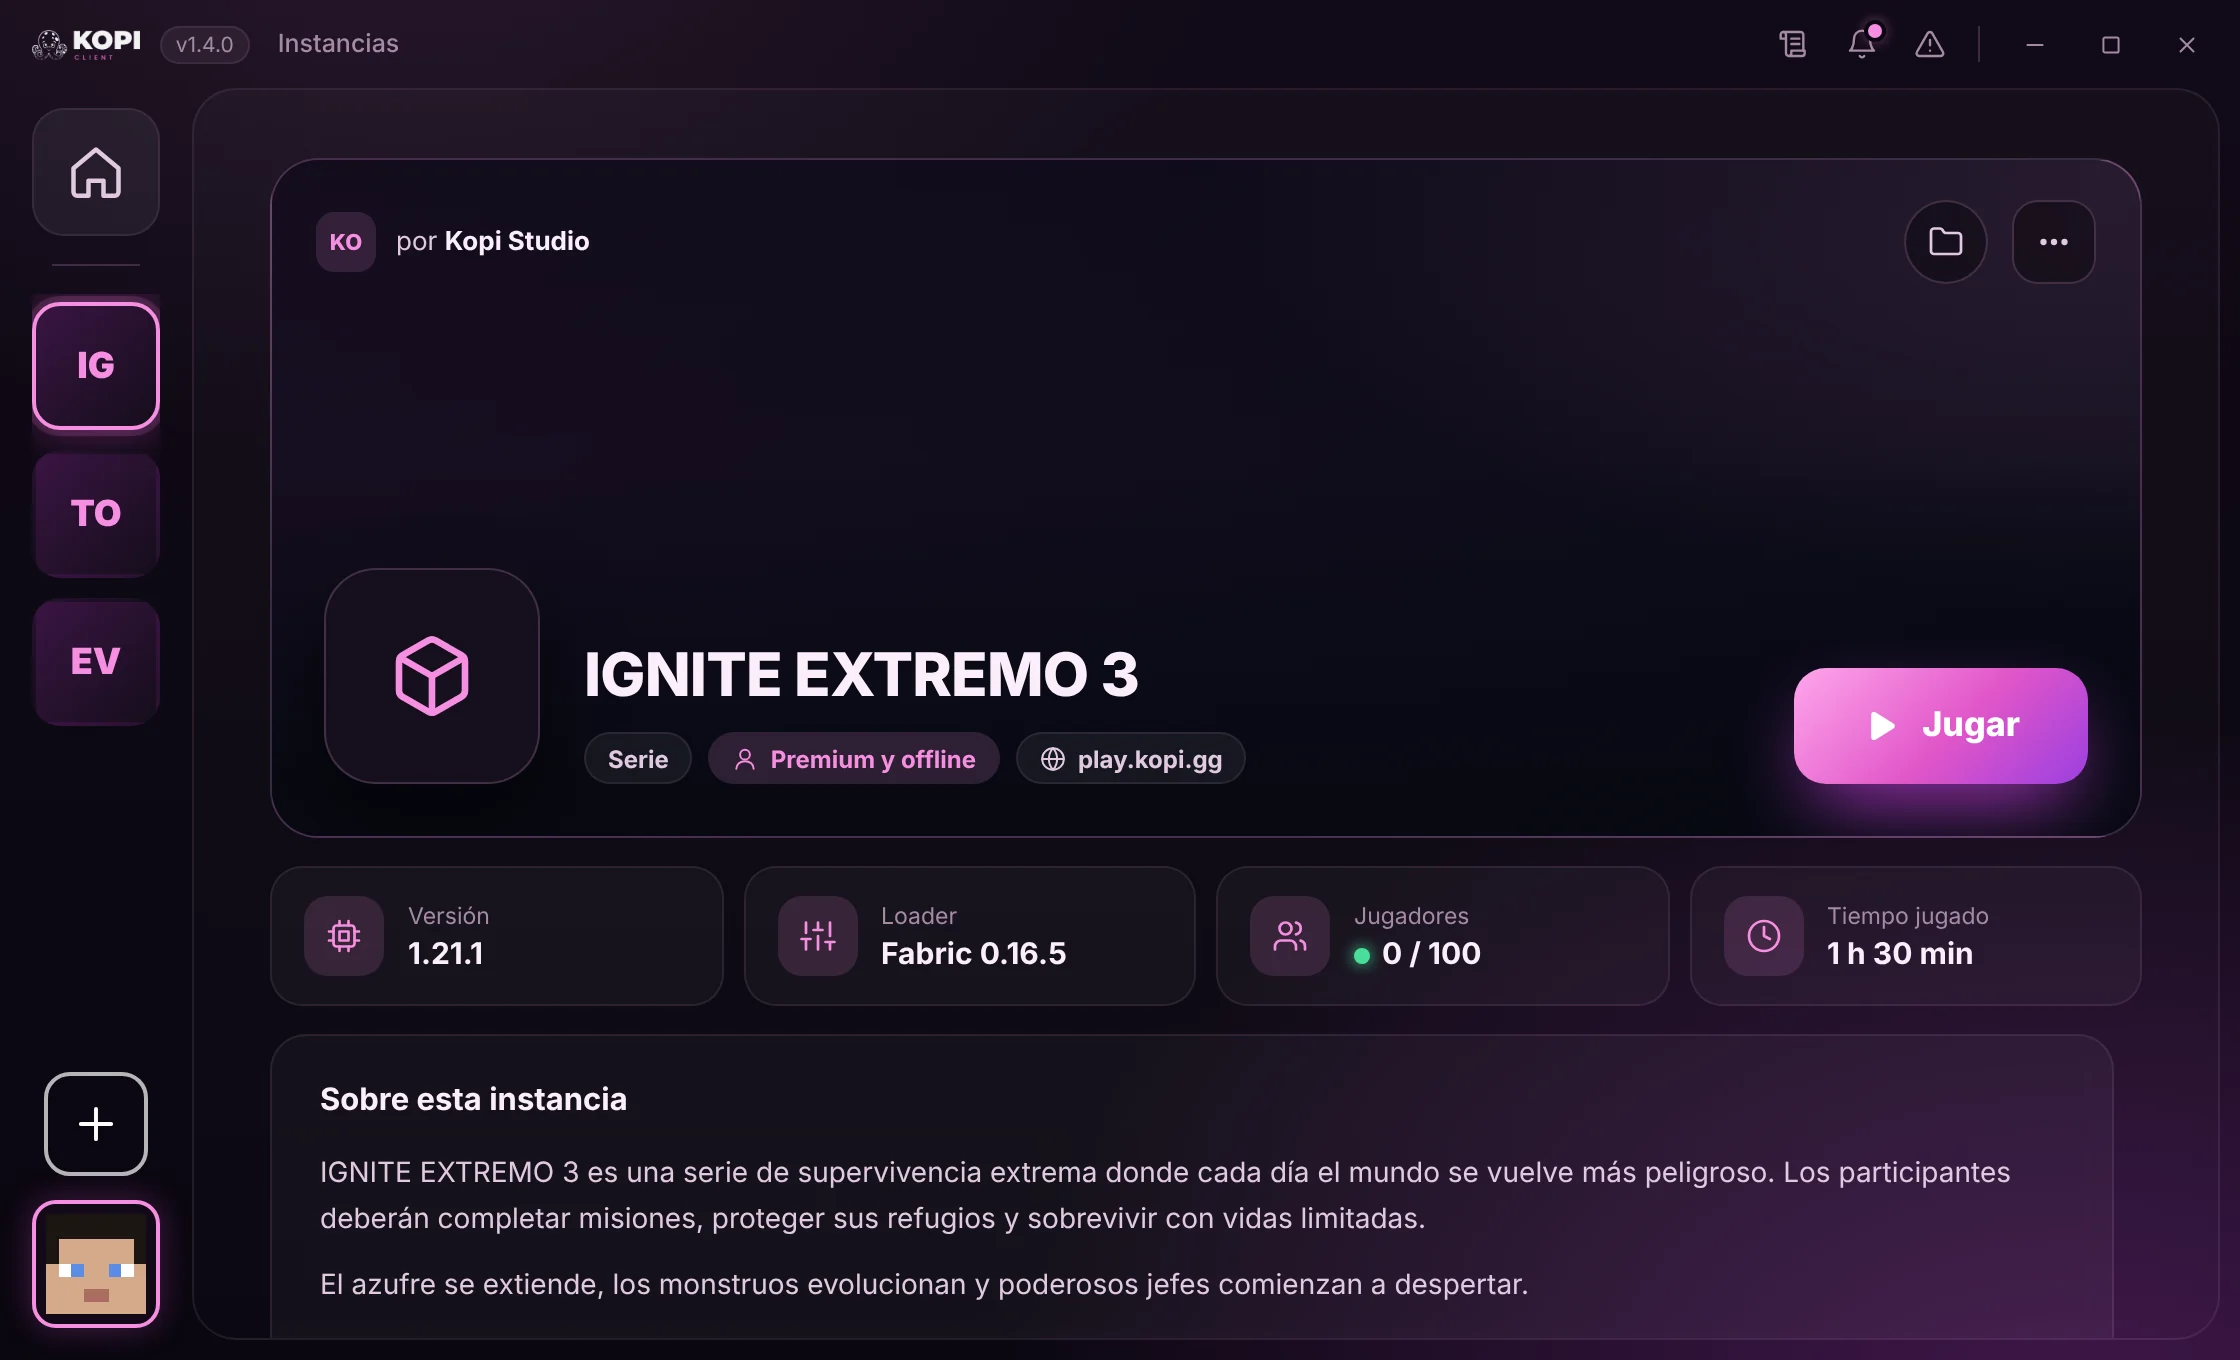 KOPI
CLIENT
v1.4.0
Instancias
IG
TO
EV
KO
por Kopi Studio
IGNITE EXTREMO 3
Serie
Premium y offline
play.kopi.gg
Jugar
Versión
1.21.1
Loader
Fabric 0.16.5
Jugadores
0 / 100
Tiempo jugado
1 h 30 min
Sobre esta instancia
IGNITE EXTREMO 3 es una serie de supervivencia extrema donde cada día el mundo se vuelve más peligroso. Los participantes
deberán completar misiones, proteger sus refugios y sobrevivir con vidas limitadas.
El azufre se extiende, los monstruos evolucionan y poderosos jefes comienzan a despertar.